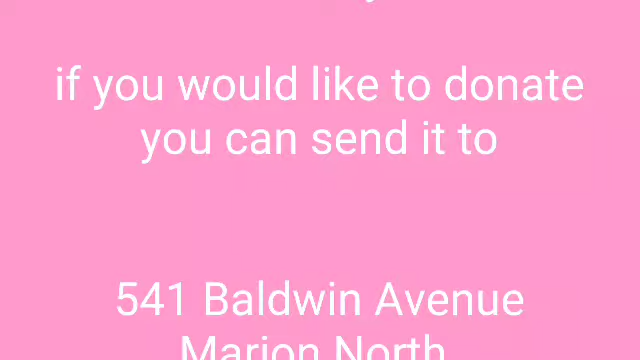 if you would like to donate
you can send it to
541 Baldwin Avenue
Marion North